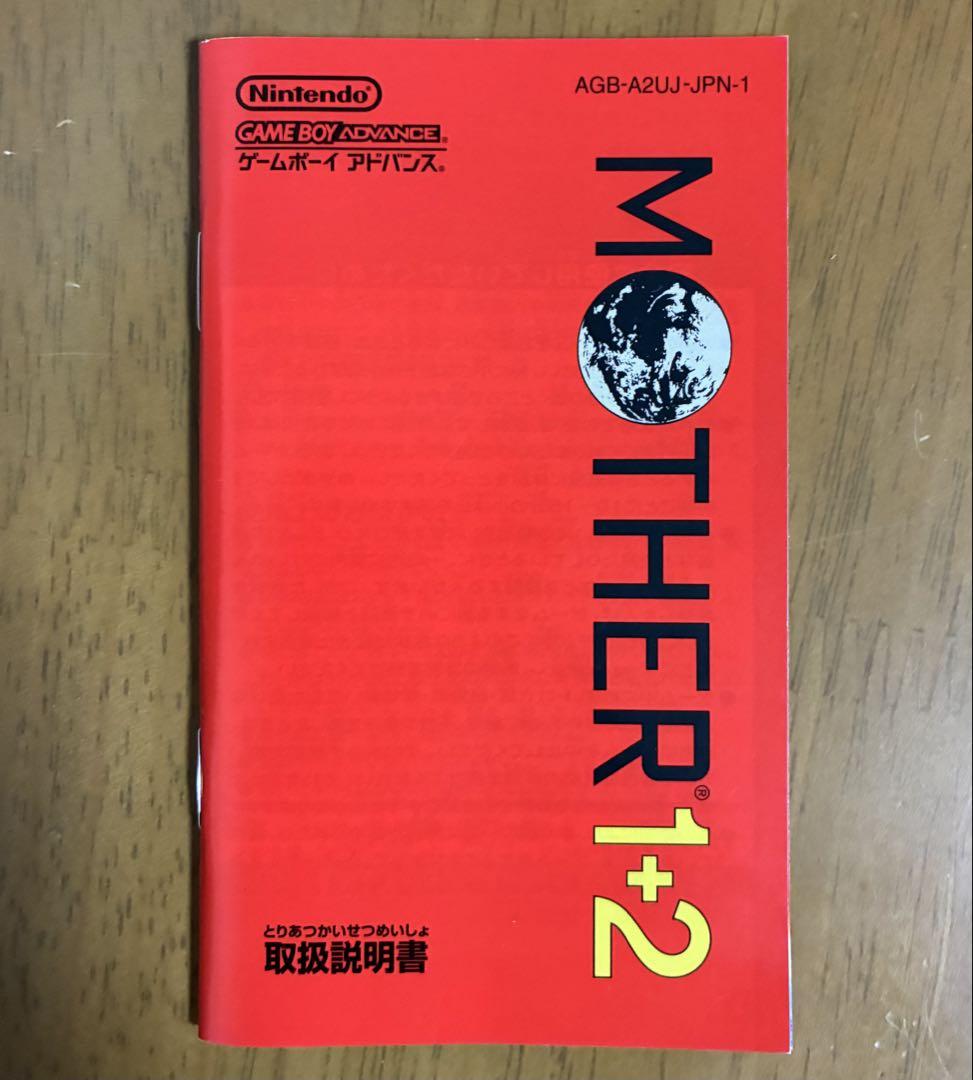 Nintendo®
GAME BOY ADVANCE®
ゲームボーイ アドバンス®
AGB-A2UJ-JPN-1
MOTHER® 1+2
とりあつかいせつめいしょ
取扱説明書